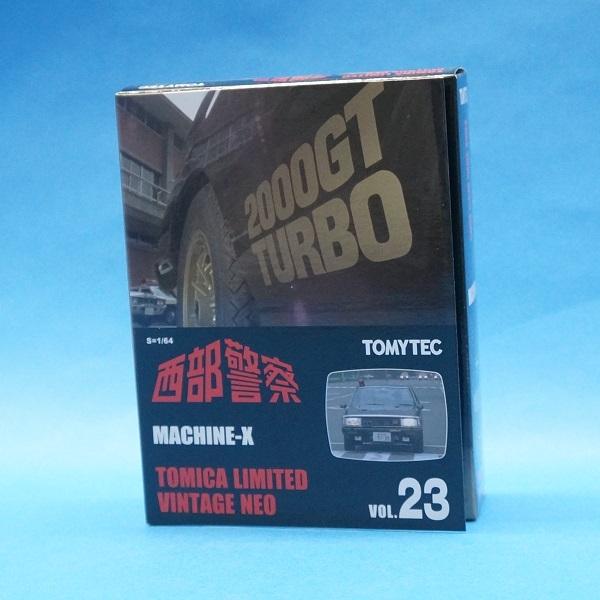 2000GT
TURBO
S=1/64
TOMYTEC
西部警察
MACHINE-X
TOMICA LIMITED
VINTAGE NEO
VOL.23